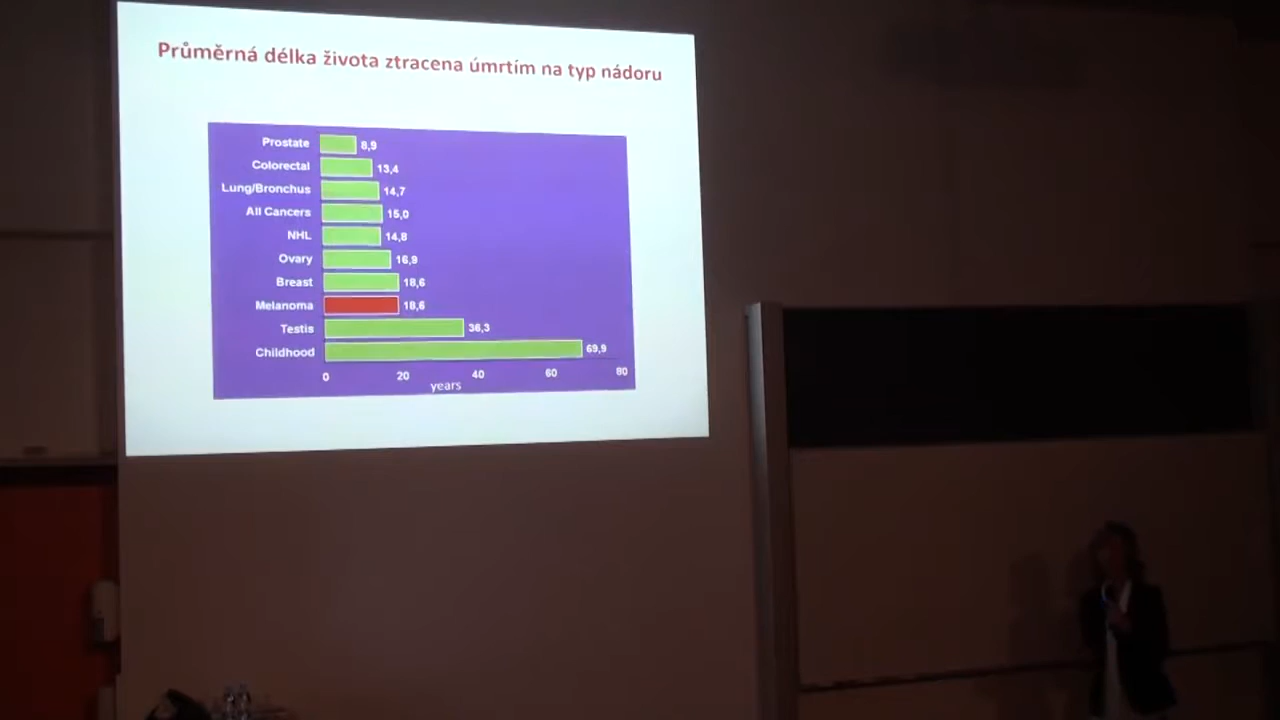 Průměrná délka života ztracena úmrtím na typ nádoru
Prostate 8,9
Colorectal 13,4
Lung/Bronchus 14,7
All Cancers 15,0
NHL 14,8
Ovary 16,9
Breast 18,6
Melanoma 18,6
Testis 36,3
Childhood 69,9
0 20 40 60 80
years